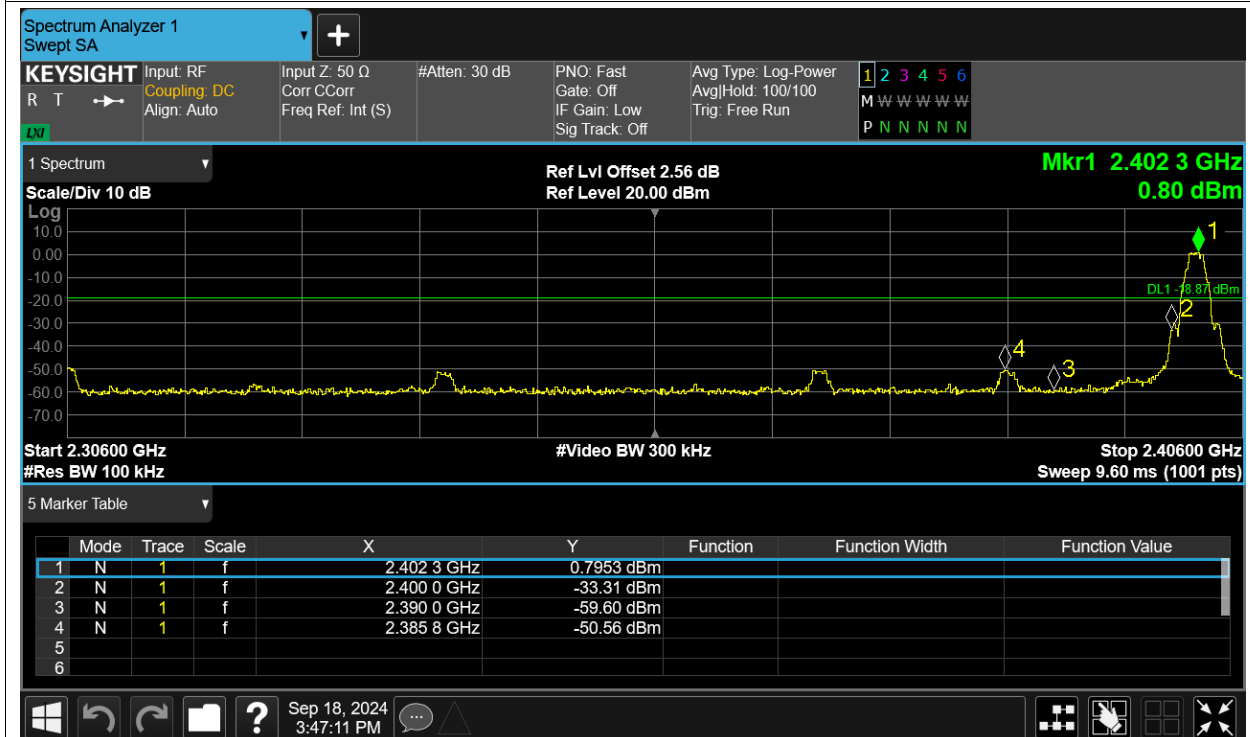 Spectrum Analyzer 1
Swept SA
+
KEYSIGHT
R T
LXI
Input: RF
Coupling: DC
Align: Auto
Input Z: 50 Ω
Corr CCorr
Freq Ref: Int (S)
#Atten: 30 dB
PNO: Fast
Gate: Off
IF Gain: Low
Sig Track: Off
Avg Type: Log-Power
Avg|Hold: 100/100
Trig: Free Run
1 2 3 4 5 6
M W W W W W W
P N N N N N N
1 Spectrum
Scale/Div 10 dB
Ref Lvl Offset 2.56 dB
Ref Level 20.00 dBm
Mkr1 2.402 3 GHz
0.80 dBm
Log
10.0
0.00
-10.0
-20.0
-30.0
-40.0
-50.0
-60.0
-70.0
1
DL1 -18.87 dBm
2
4
3
Start 2.30600 GHz
#Res BW 100 kHz
#Video BW 300 kHz
Stop 2.40600 GHz
Sweep 9.60 ms (1001 pts)
5 Marker Table
Mode Trace Scale X Y Function Function Width Function Value
1 N 1 f 2.402 3 GHz 0.7953 dBm
2 N 1 f 2.400 0 GHz -33.31 dBm
3 N 1 f 2.390 0 GHz -59.60 dBm
4 N 1 f 2.385 8 GHz -50.56 dBm
5
6
?
Sep 18, 2024
3:47:11 PM